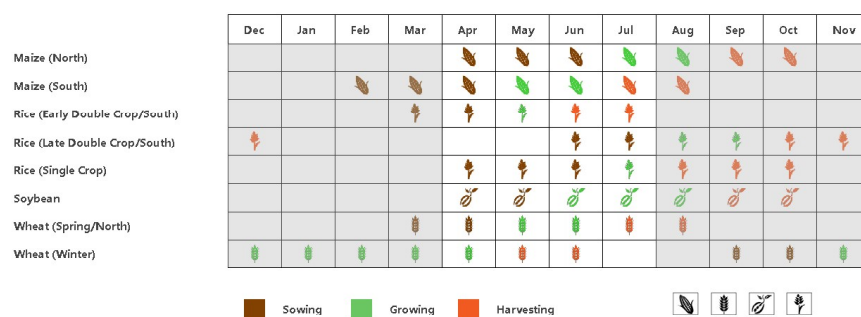 Dec Jan Feb Mar Apr May Jun Jul Aug Sep Oct Nov
Maize (North)
Maize (South)
Rice (Early Double Crop/South)
Rice (Late Double Crop/South)
Rice (Single Crop)
Soybean
Wheat (Spring/North)
Wheat (Winter)
Sowing Growing Harvesting